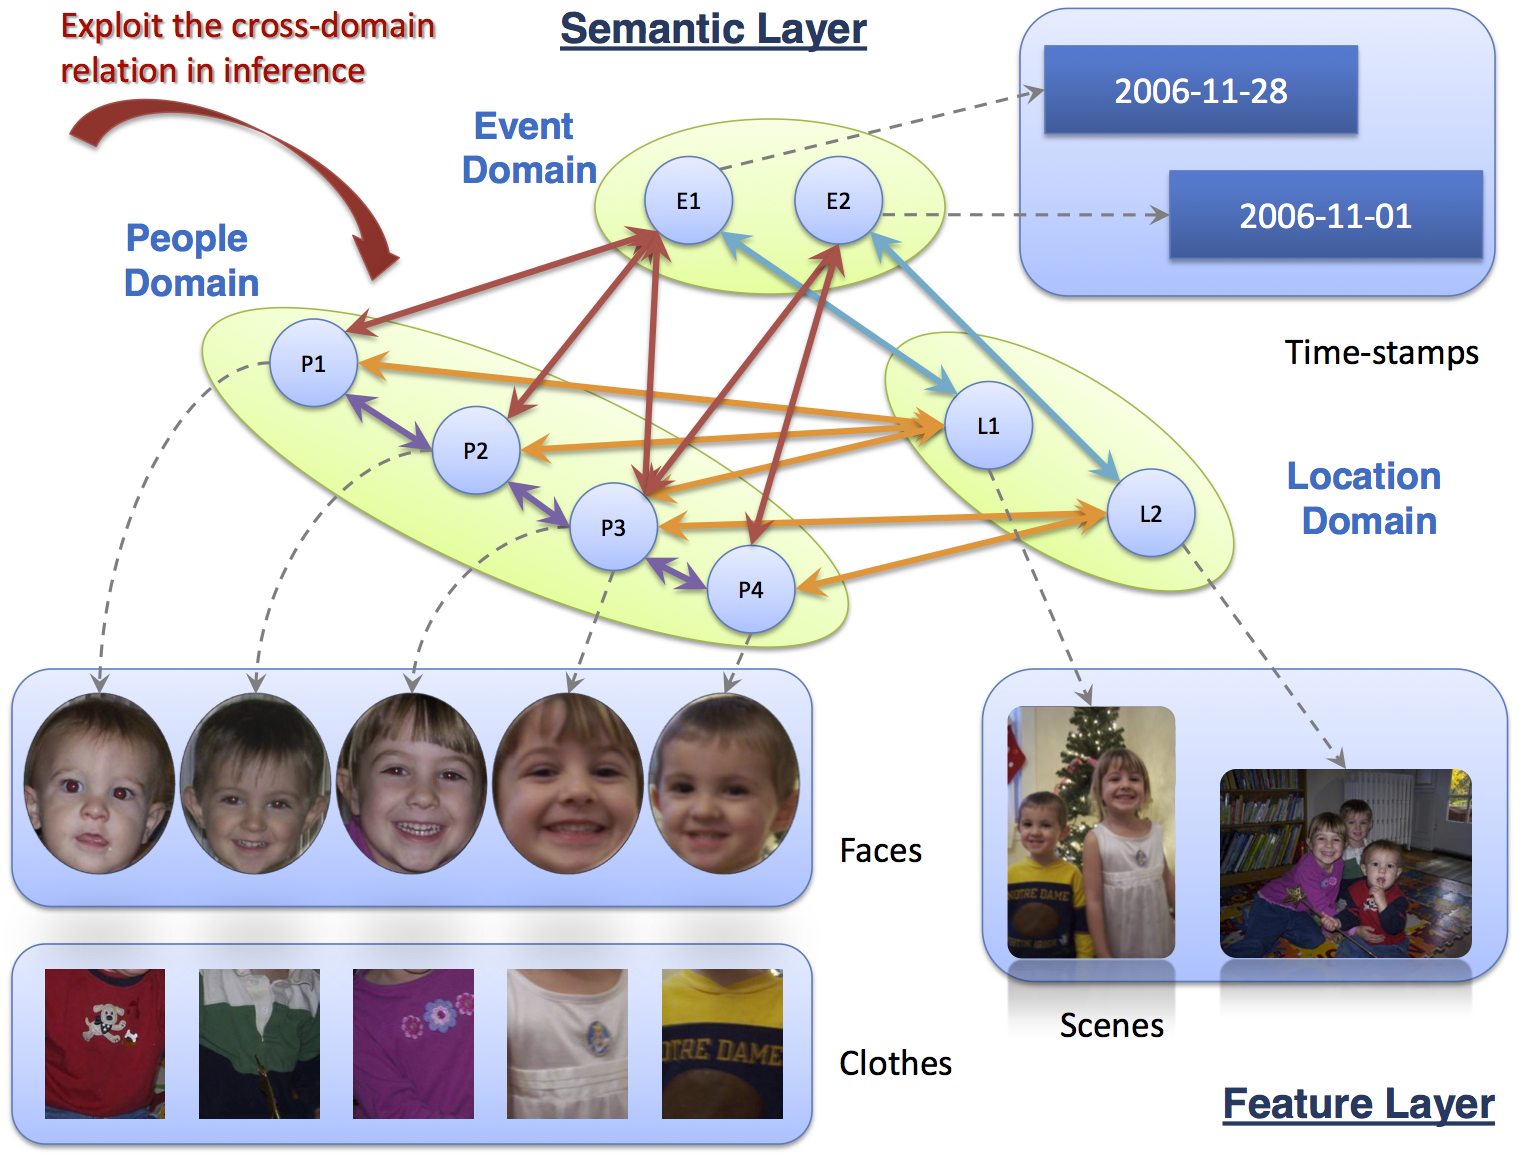 Exploit the cross-domain
relation in inference
Semantic Layer
2006-11-28
2006-11-01
Time-stamps
Event
Domain
E1
E2
People
Domain
P1
P2
P3
P4
L1
L2
Location
Domain
Faces
NOTRE DAME
Scenes
OTRE DAME
Clothes
Feature Layer